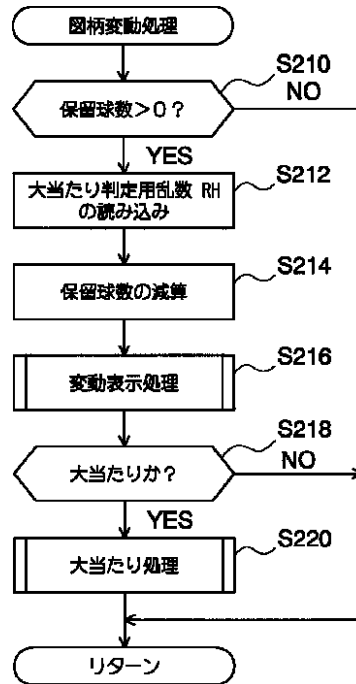 図柄変動処理
S210
保留球数>0?
NO
YES
S212
大当たり判定用乱数 RH
の読み込み
S214
保留球数の減算
S216
変動表示処理
S218
大当たりか?
NO
YES
S220
大当たり処理
リターン